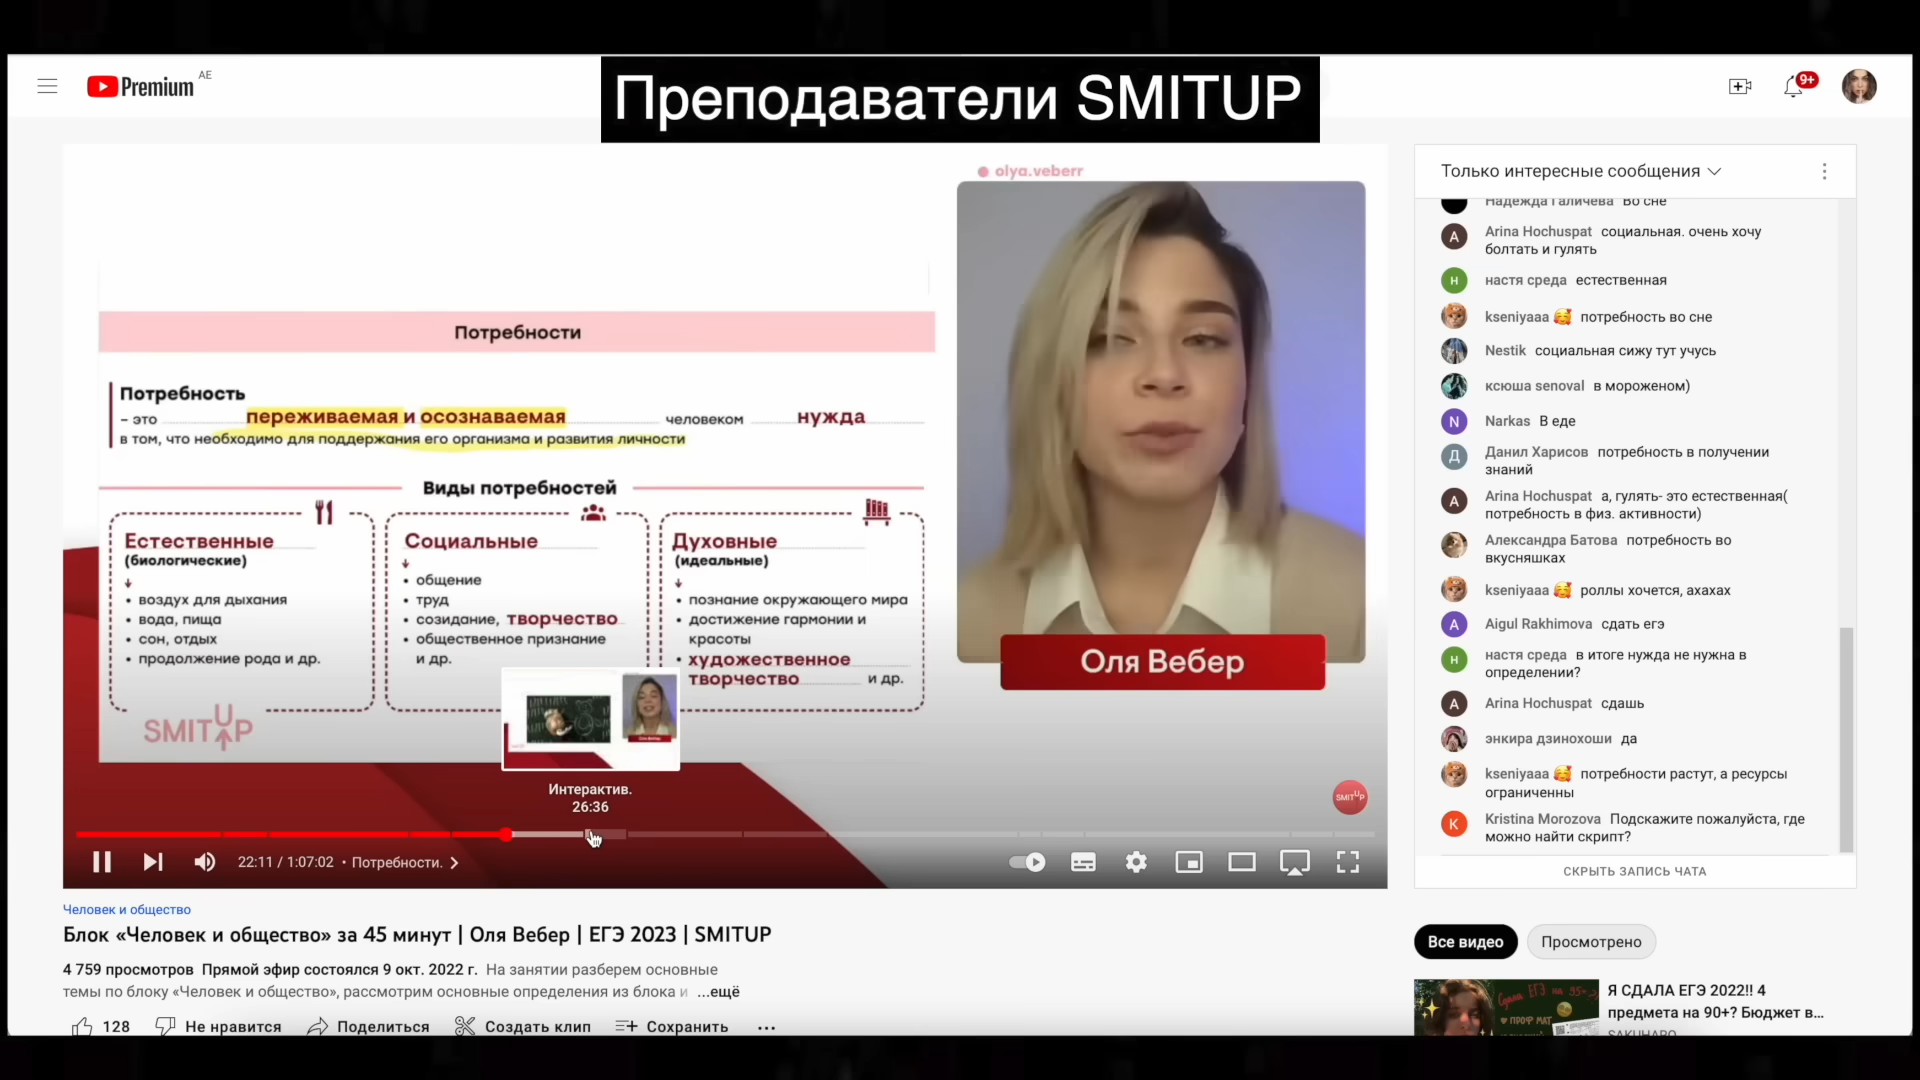 Преподаватели SMITUP
Premium
AE
9+
olya.veberr
Потребности
Потребность
– это переживаемая и осознаваемая человеком нужда
в том, что необходимо для поддержания его организма и развития личности
Виды потребностей
Естественные
(биологические)
• воздух для дыхания
• вода, пища
• сон, отдых
• продолжение рода и др.
Социальные
• общение
• труд
• созидание, творчество
• общественное признание
и др.
Духовные
(идеальные)
• познание окружающего мира
• достижение гармонии и
красоты
• художественное
творчество и др.
SMITUP
Оля Вебер
Интерактив.
26:36
SMITUP
22:11 / 1:07:02 • Потребности.
Только интересные сообщения
Надежда Галичева Во сне
A Arina Hochuspat социальная. очень хочу
болтать и гулять
н настя среда естественная
kseniyaaa 🥰 потребность во сне
Nestik социальная сижу тут учусь
ксюша senoval в мороженом)
N Narkas В еде
Д Данил Харисов потребность в получении
знаний
A Arina Hochuspat а, гулять- это естественная(
потребность в физ. активности)
Александра Батова потребность во
вкусняшках
kseniyaaa 🥰 роллы хочется, ахахах
A Aigul Rakhimova сдать егэ
н настя среда в итоге нужда не нужна в
определении?
A Arina Hochuspat сдашь
энкира дзинохоши да
kseniyaaa 🥰 потребности растут, а ресурсы
ограниченны
K Kristina Morozova Подскажите пожалуйста, где
можно найти скрипт?
СКРЫТЬ ЗАПИСЬ ЧАТА
Человек и общество
Блок «Человек и общество» за 45 минут | Оля Вебер | ЕГЭ 2023 | SMITUP
4 759 просмотров Прямой эфир состоялся 9 окт. 2022 г. На занятии разберем основные
темы по блоку «Человек и общество», рассмотрим основные определения из блока и ...ещё
128 Не нравится Поделиться Создать клип Сохранить
Все видео Просмотрено
Я СДАЛА ЕГЭ 2022!! 4
предмета на 90+? Бюджет в...
Сдала ЕГЭ на 95+
ПРОФ МАТ
SAKUHARO